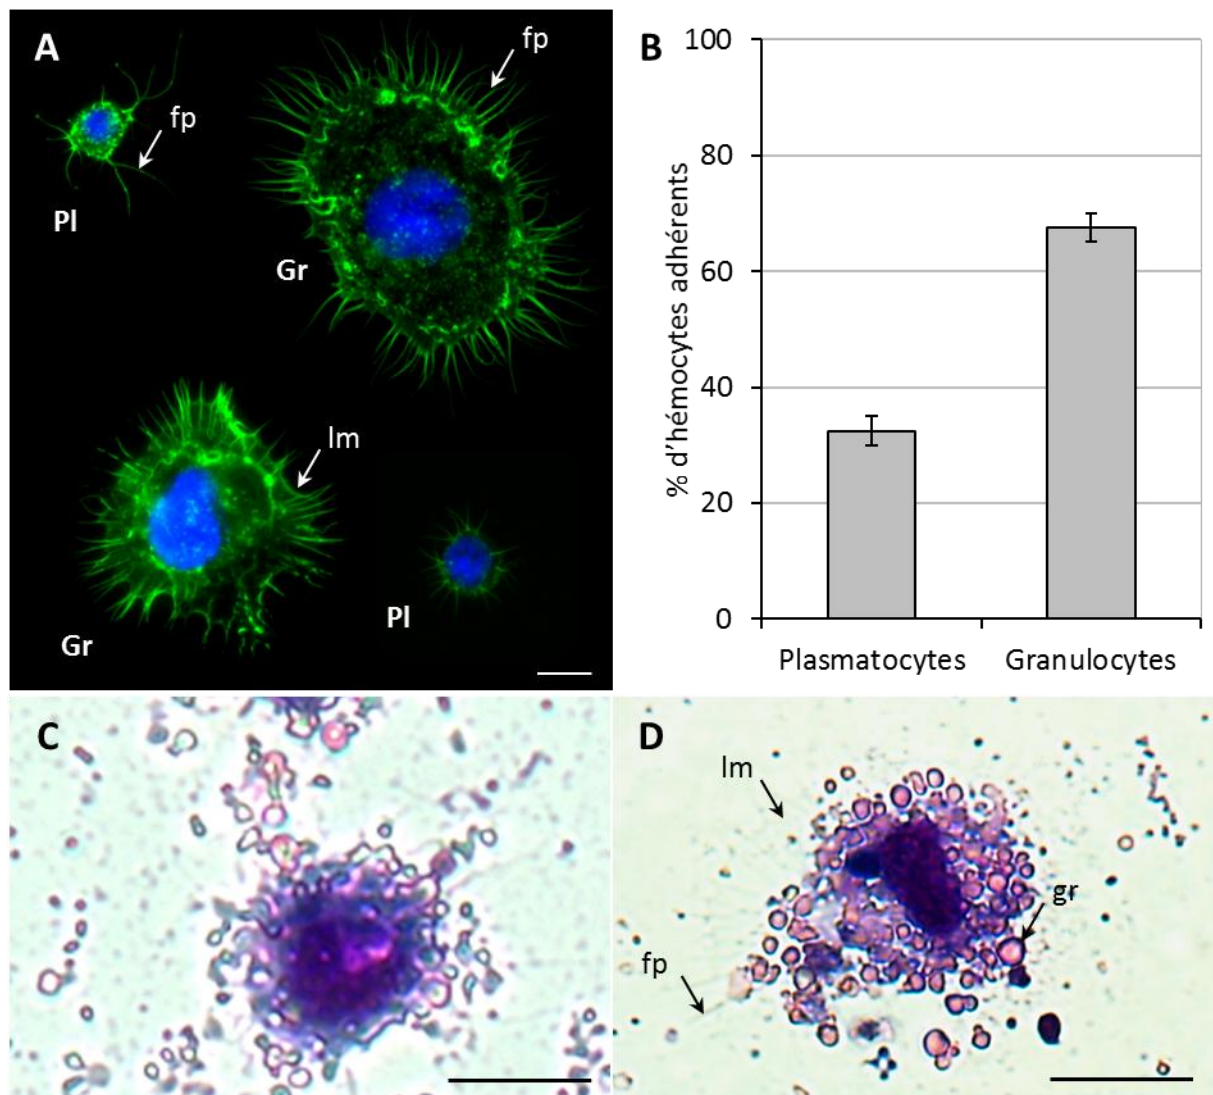 A
fp
fp
Pl
Gr
lm
Gr
Pl
B
100
80
60
40
20
0
% d'hémocytes adhérents
Plasmatocytes
Granulocytes
C
D
lm
gr
fp